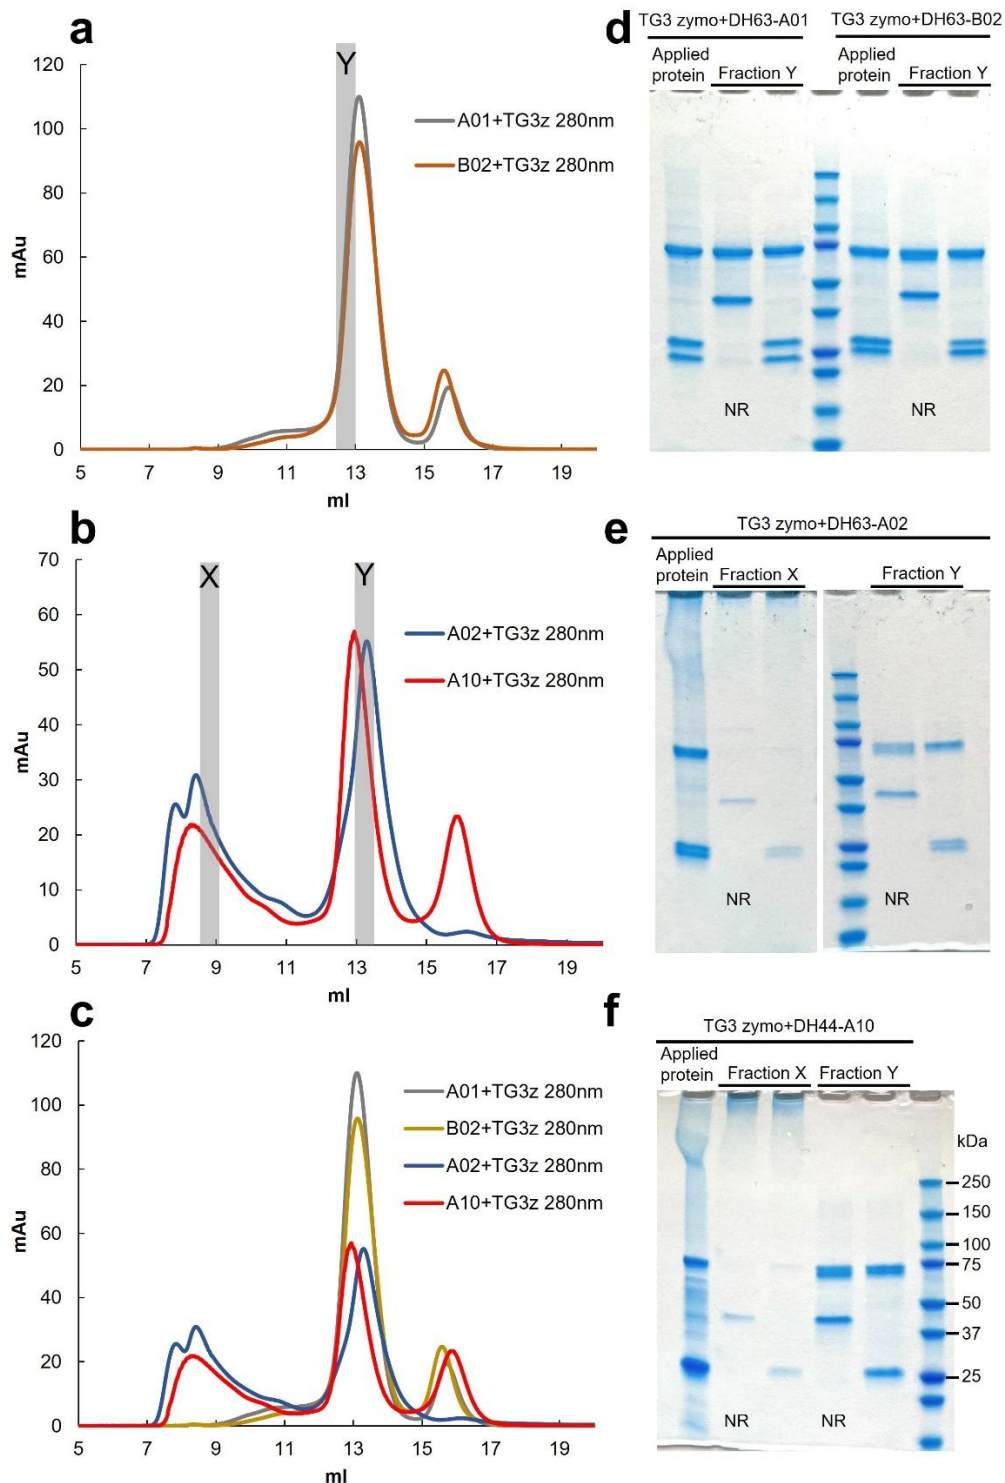 a
Y
120
100
80
60
40
20
0
mAu
A01+TG3z 280nm
B02+TG3z 280nm
5 7 9 11 13 15 17 19
ml
b
X
Y
70
60
50
40
30
20
10
0
mAu
A02+TG3z 280nm
A10+TG3z 280nm
5 7 9 11 13 15 17 19
ml
c
120
100
80
60
40
20
0
mAu
A01+TG3z 280nm
B02+TG3z 280nm
A02+TG3z 280nm
A10+TG3z 280nm
5 7 9 11 13 15 17 19
ml
d
TG3 zymo+DH63-A01
TG3 zymo+DH63-B02
Applied
protein
Fraction Y
Applied
protein
Fraction Y
NR
NR
e
TG3 zymo+DH63-A02
Applied
protein
Fraction X
Fraction Y
NR
NR
f
TG3 zymo+DH44-A10
Applied
protein
Fraction X
Fraction Y
kDa
250
150
100
75
50
37
25
NR
NR